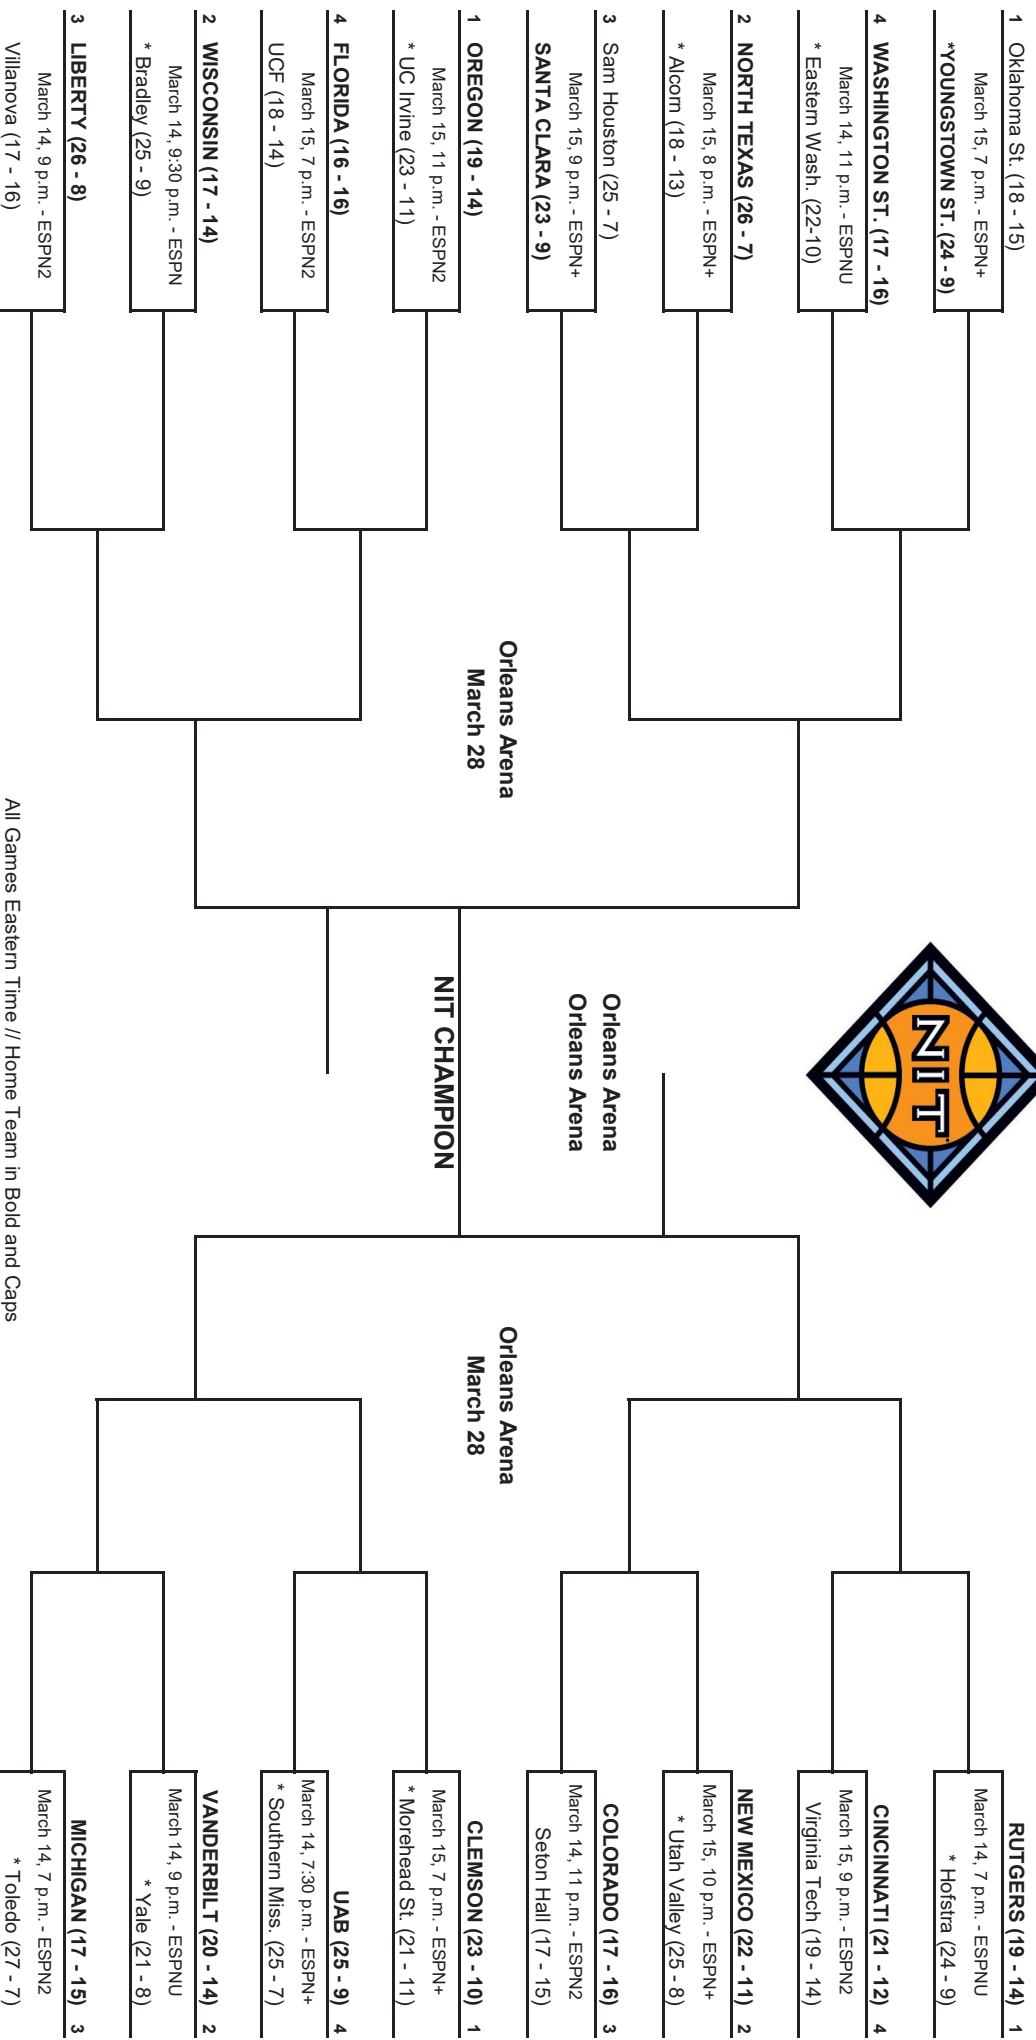 1 Oklahoma St. (18 - 15)
March 15, 7 p.m. - ESPN+
*YOUNGSTOWN ST. (24 - 9)
4 WASHINGTON ST. (17 - 16)
March 14, 11 p.m. - ESPNU
* Eastern Wash. (22-10)
2 NORTH TEXAS (26 - 7)
March 15, 8 p.m. - ESPN+
* Alcorn (18 - 13)
3 Sam Houston (25 - 7)
March 15, 9 p.m. - ESPN+
SANTA CLARA (23 - 9)
1 OREGON (19 - 14)
March 15, 11 p.m. - ESPN2
* UC Irvine (23 - 11)
4 FLORIDA (16 - 16)
March 15, 7 p.m. - ESPN2
UCF (18 - 14)
2 WISCONSIN (17 - 14)
March 14, 9:30 p.m. - ESPN
* Bradley (25 - 9)
3 LIBERTY (26 - 8)
March 14, 9 p.m. - ESPN2
Villanova (17 - 16)
Orleans Arena
March 28
NIT
Orleans Arena
Orleans Arena
NIT CHAMPION
All Games Eastern Time // Home Team in Bold and Caps
Orleans Arena
March 28
RUTGERS (19 - 14) 1
March 14, 7 p.m. - ESPNU
* Hofstra (24 - 9)
CINCINNATI (21 - 12) 4
March 15, 9 p.m. - ESPN2
Virginia Tech (19 - 14)
NEW MEXICO (22 - 11) 2
March 15, 10 p.m. - ESPN+
* Utah Valley (25 - 8)
COLORADO (17 - 16) 3
March 14, 11 p.m. - ESPN2
Seton Hall (17 - 15)
CLEMSON (23 - 10) 1
March 15, 7 p.m. - ESPN+
* Morehead St. (21 - 11)
UAB (25 - 9) 4
March 14, 7:30 p.m. - ESPN+
* Southern Miss. (25 - 7)
VANDERBILT (20 - 14) 2
March 14, 9 p.m. - ESPNU
* Yale (21 - 8)
MICHIGAN (17 - 15) 3
March 14, 7 p.m. - ESPN2
* Toledo (27 - 7)